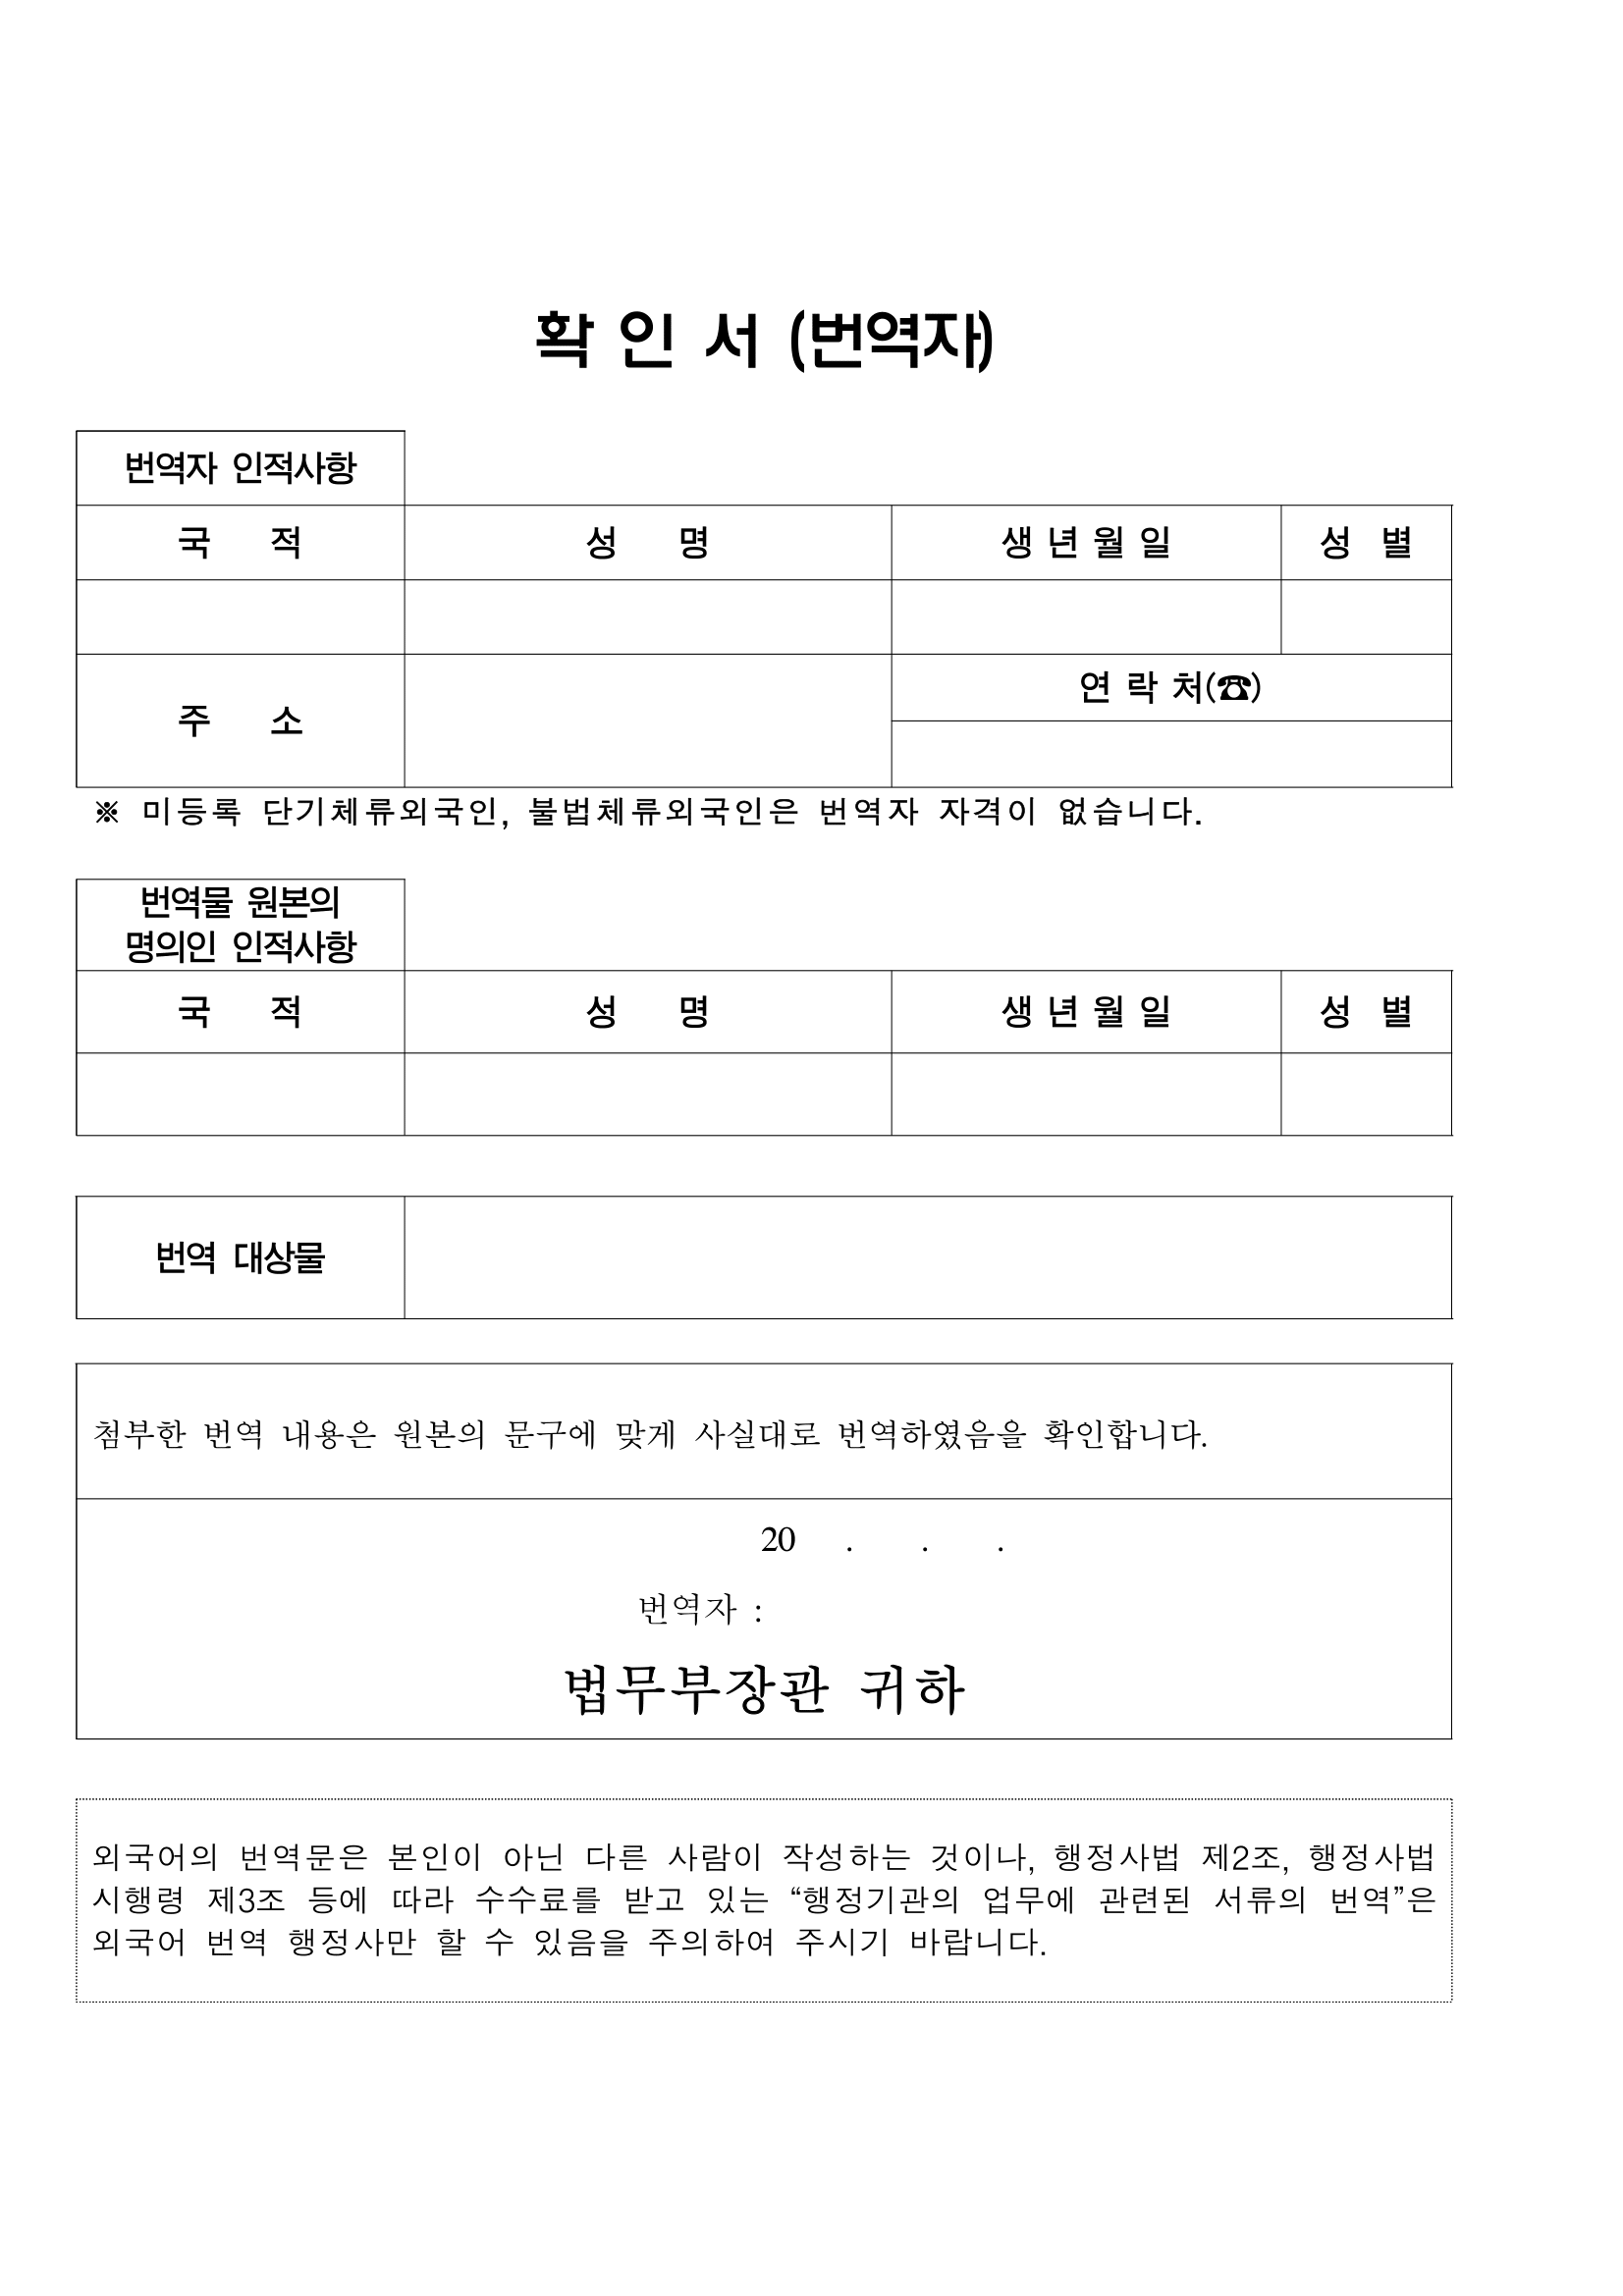 확 인 서 (번역자)
번역자 인적사항
국 적 성 명 생 년 월 일 성 별
주 소
연 락 처(☎)
※ 미등록 단기체류외국인, 불법체류외국인은 번역자 자격이 없습니다.
번역물 원본의
명의인 인적사항
국 적 성 명 생 년 월 일 성 별
번역 대상물
첨부한 번역 내용은 원본의 문구에 맞게 사실대로 번역하였음을 확인합니다.
20 . . .
번역자 :
법무부장관 귀하
외국어의 번역문은 본인이 아닌 다른 사람이 작성하는 것이나, 행정사법 제2조, 행정사법
시행령 제3조 등에 따라 수수료를 받고 있는 “행정기관의 업무에 관련된 서류의 번역”은
외국어 번역 행정사만 할 수 있음을 주의하여 주시기 바랍니다.